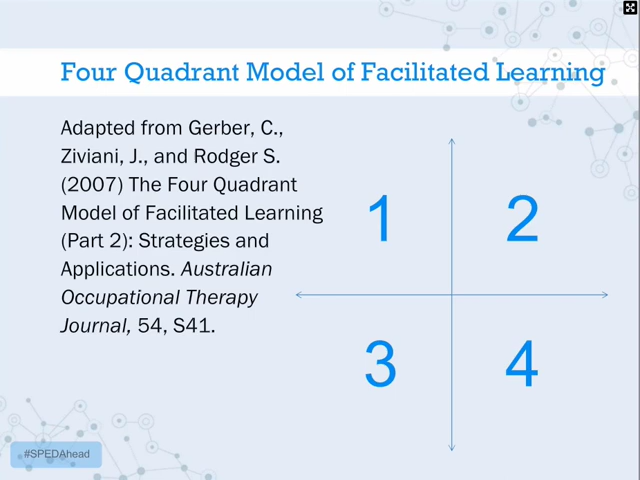 Four Quadrant Model of Facilitated Learning
Adapted from Gerber, C.,
Ziviani, J., and Rodger S.
(2007) The Four Quadrant
Model of Facilitated Learning
(Part 2): Strategies and
Applications. Australian
Occupational Therapy
Journal, 54, S41.
1 2
3 4
#SPEDAhead